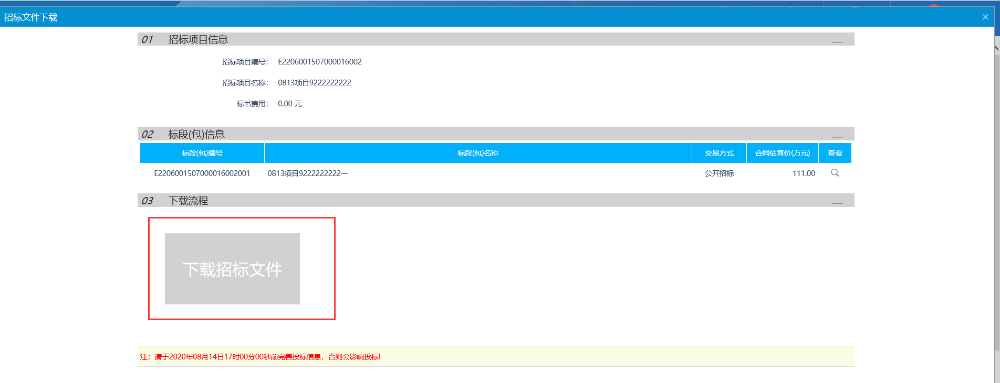 招标文件下载
01 招标项目信息
招标项目编号： E2206001507000016002
招标项目名称： 0813项目9222222222
标书费用： 0.00 元
02 标段(包)信息
标段(包)编号 标段(包)名称 交易方式 合同估算价(万元) 查看
E2206001507000016002001 0813项目9222222222— 公开招标 111.00
03 下载流程
下载招标文件
注：请于2020年08月14日17时00分00秒前完善投标信息，否则会影响投标!